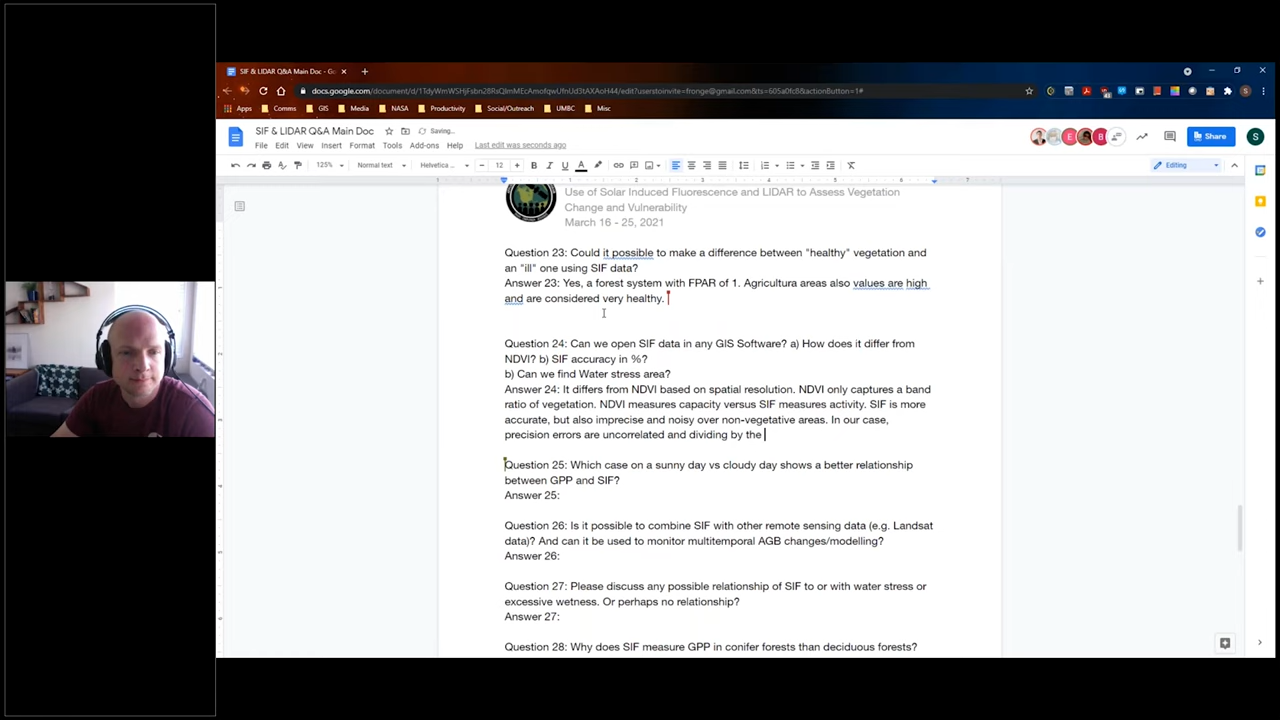 SIF & LIDAR Q&A Main Doc - Go
Apps Comms GIS Media NASA Productivity Social/Outreach UMBC Misc
SIF & LIDAR Q&A Main Doc Saving...
File Edit View Insert Format Tools Add-ons Help Last edit was seconds ago
Share S
125% Normal text Helvetica ... 12 Editing
Use of Solar Induced Fluorescence and LIDAR to Assess Vegetation
Change and Vulnerability
March 16 - 25, 2021
Question 23: Could it possible to make a difference between "healthy" vegetation and
an "ill" one using SIF data?
Answer 23: Yes, a forest system with FPAR of 1. Agricultura areas also values are high
and are considered very healthy.
Question 24: Can we open SIF data in any GIS Software? a) How does it differ from
NDVI? b) SIF accuracy in %?
b) Can we find Water stress area?
Answer 24: It differs from NDVI based on spatial resolution. NDVI only captures a band
ratio of vegetation. NDVI measures capacity versus SIF measures activity. SIF is more
accurate, but also imprecise and noisy over non-vegetative areas. In our case,
precision errors are uncorrelated and dividing by the
Question 25: Which case on a sunny day vs cloudy day shows a better relationship
between GPP and SIF?
Answer 25:
Question 26: Is it possible to combine SIF with other remote sensing data (e.g. Landsat
data)? And can it be used to monitor multitemporal AGB changes/modelling?
Answer 26:
Question 27: Please discuss any possible relationship of SIF to or with water stress or
excessive wetness. Or perhaps no relationship?
Answer 27:
Question 28: Why does SIF measure GPP in conifer forests than deciduous forests?